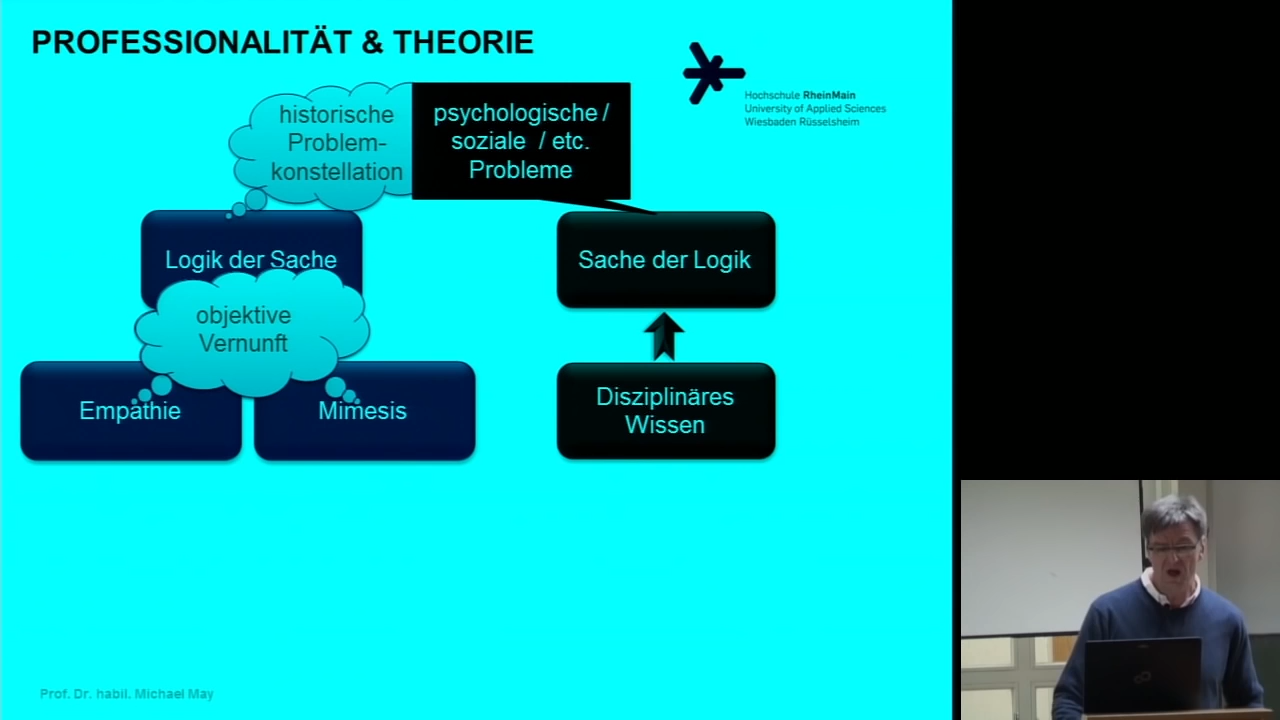 PROFESSIONALITÄT & THEORIE
Hochschule RheinMain
University of Applied Sciences
Wiesbaden Rüsselsheim
historische
Problem-
konstellation
psychologische /
soziale / etc.
Probleme
Logik der Sache
Sache der Logik
objektive
Vernunft
Empathie
Mimesis
Disziplinäres
Wissen
Prof. Dr. habil. Michael May